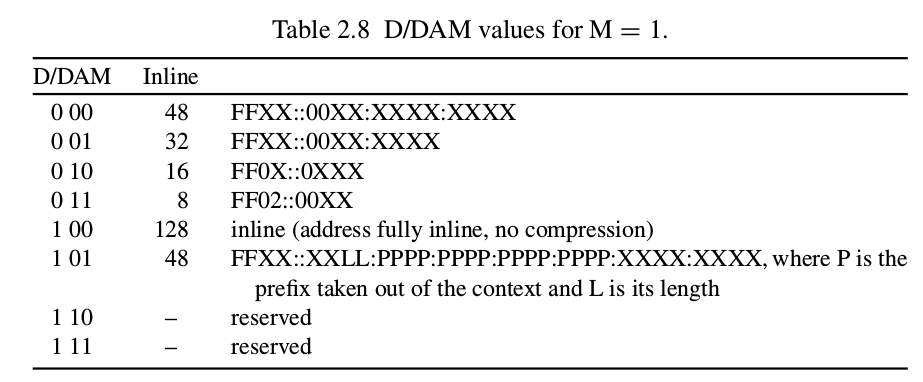 Table 2.8 D/DAM values for M = 1.
D/DAM Inline
0 00 48 FFXX::00XX:XXXX:XXXX
0 01 32 FFXX::00XX:XXXX
0 10 16 FF0X::0XXX
0 11 8 FF02::00XX
1 00 128 inline (address fully inline, no compression)
1 01 48 FFXX::XXLL:PPPP:PPPP:PPPP:PPPP:XXXX:XXXX, where P is the
prefix taken out of the context and L is its length
1 10 – reserved
1 11 – reserved